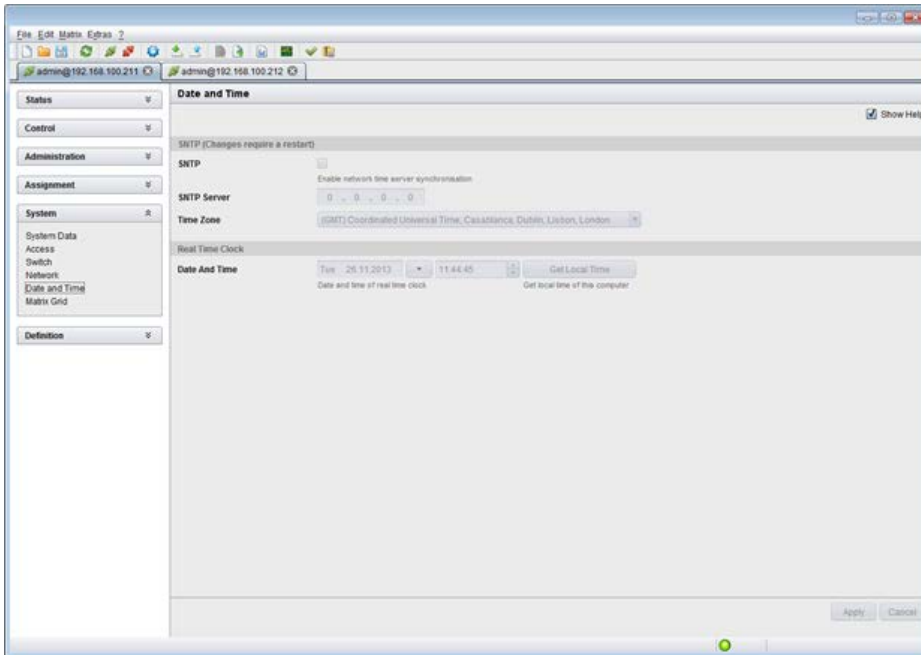 File Edit Matrix Extras ?
admin@192.168.100.211
admin@192.168.100.212
Status
Control
Administration
Assignment
System
System Data
Access
Switch
Network
Date and Time
Matrix Grid
Definition
Date and Time
Show Help
SNTP (Changes require a restart)
SNTP
Enable network time server synchronisation
SNTP Server 0 . 0 . 0 . 0
Time Zone (GMT) Coordinated Universal Time, Casablanca, Dublin, Lisbon, London
Real Time Clock
Date And Time Tue 26.11.2013 11:44:45 Get Local Time
Date and time of real time clock Get local time of this computer
Apply Cancel